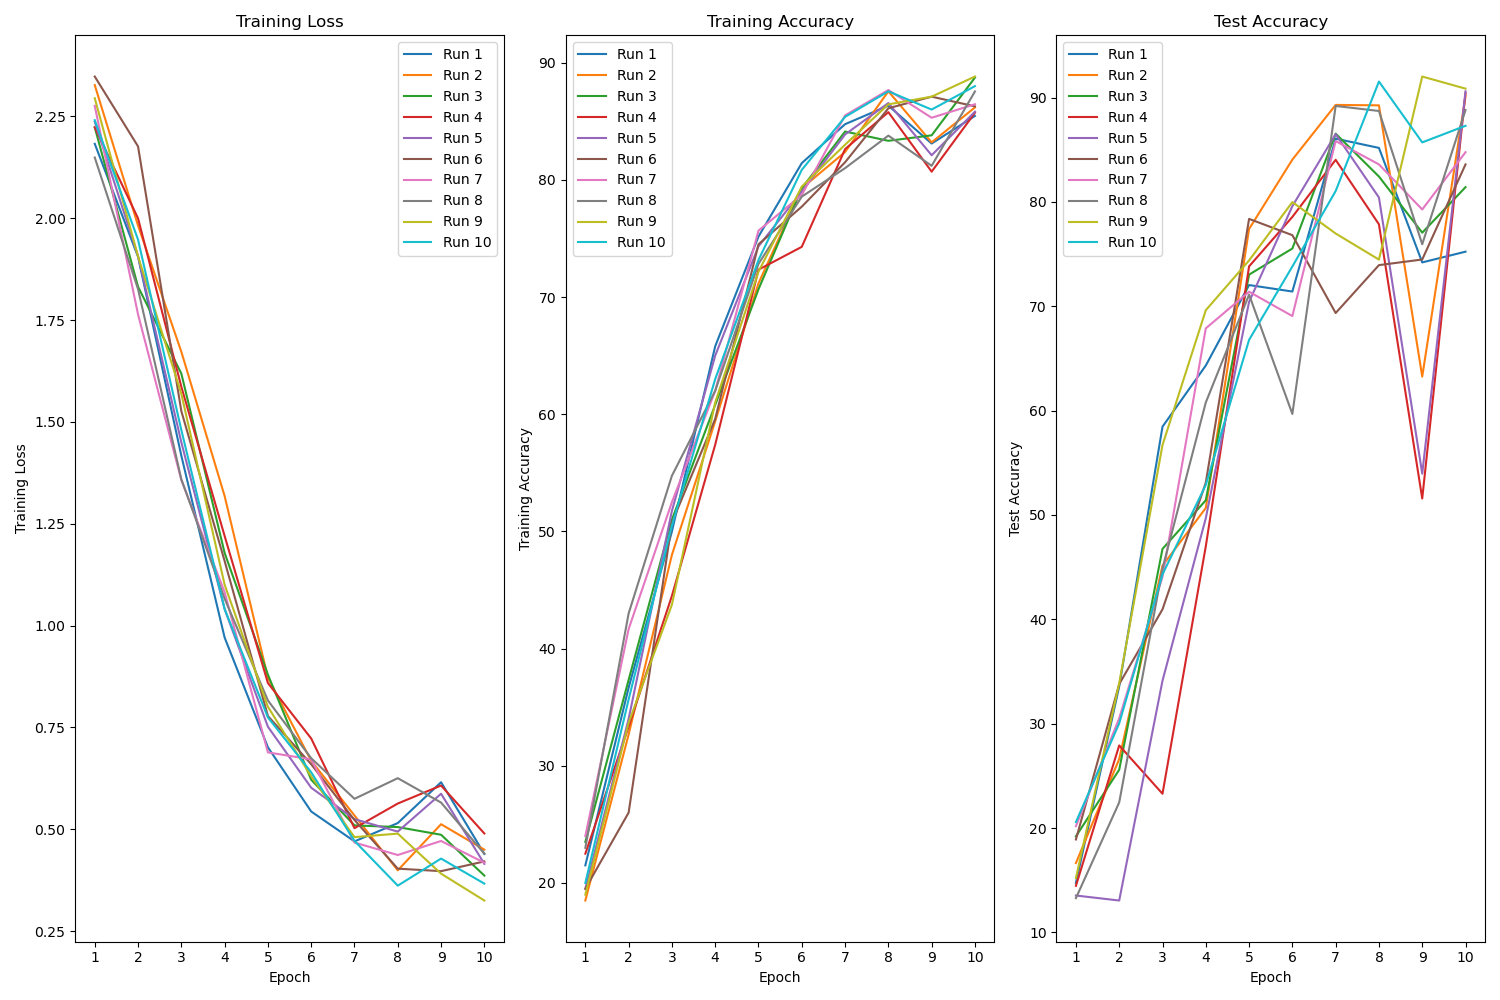 Training Loss
Training Loss
2.25
2.00
1.75
1.50
1.25
1.00
0.75
0.50
0.25
1 2 3 4 5 6 7 8 9 10
Epoch
Run 1
Run 2
Run 3
Run 4
Run 5
Run 6
Run 7
Run 8
Run 9
Run 10
Training Accuracy
Training Accuracy
90
80
70
60
50
40
30
20
1 2 3 4 5 6 7 8 9 10
Epoch
Run 1
Run 2
Run 3
Run 4
Run 5
Run 6
Run 7
Run 8
Run 9
Run 10
Test Accuracy
Test Accuracy
90
80
70
60
50
40
30
20
10
1 2 3 4 5 6 7 8 9 10
Epoch
Run 1
Run 2
Run 3
Run 4
Run 5
Run 6
Run 7
Run 8
Run 9
Run 10